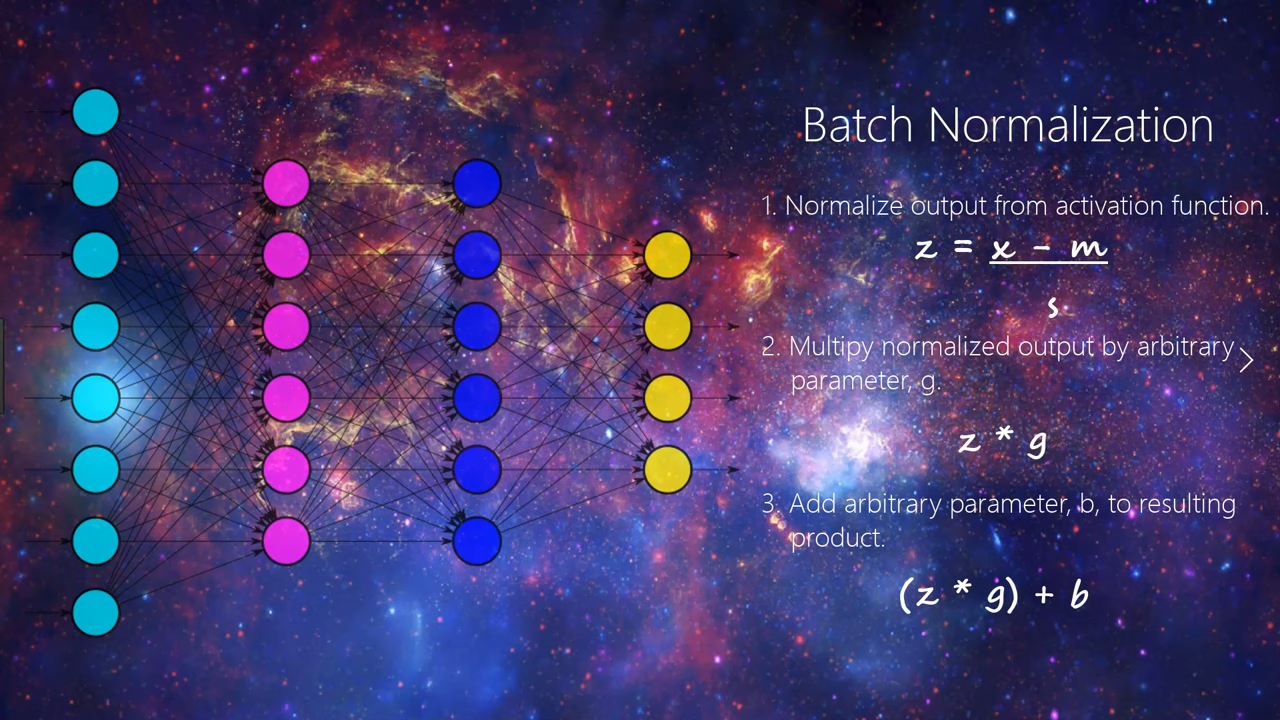 Batch Normalization
1. Normalize output from activation function.
z = x - m
s
2. Multipy normalized output by arbitrary
parameter, g.
z * g
3. Add arbitrary parameter, b, to resulting
product.
(z * g) + b